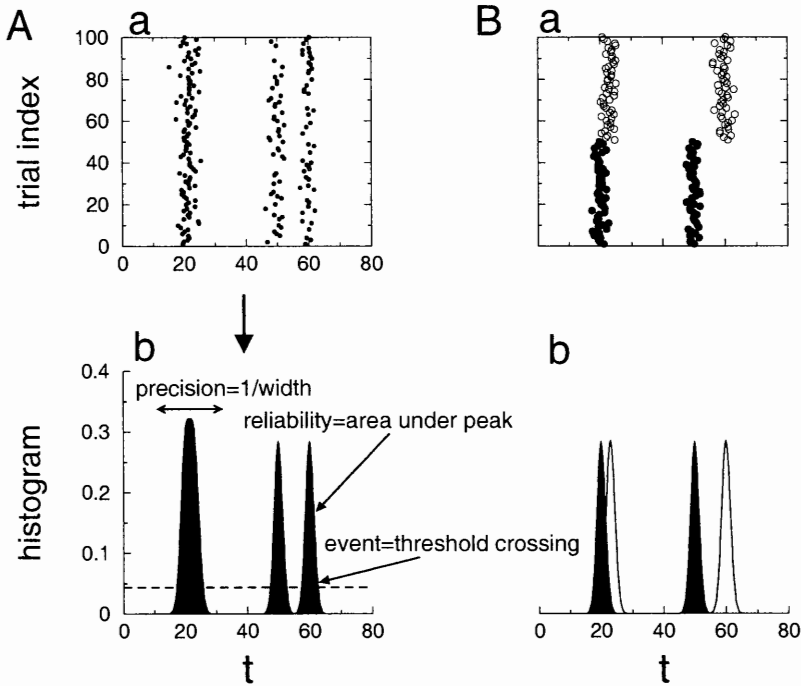 A
a
trial index
100
80
60
40
20
0
0 20 40 60 80
B
a
b
histogram
0.4
0.3
0.2
0.1
0
precision=1/width
reliability=area under peak
event=threshold crossing
0 20 40 60 80
t
b
0 20 40 60 80
t